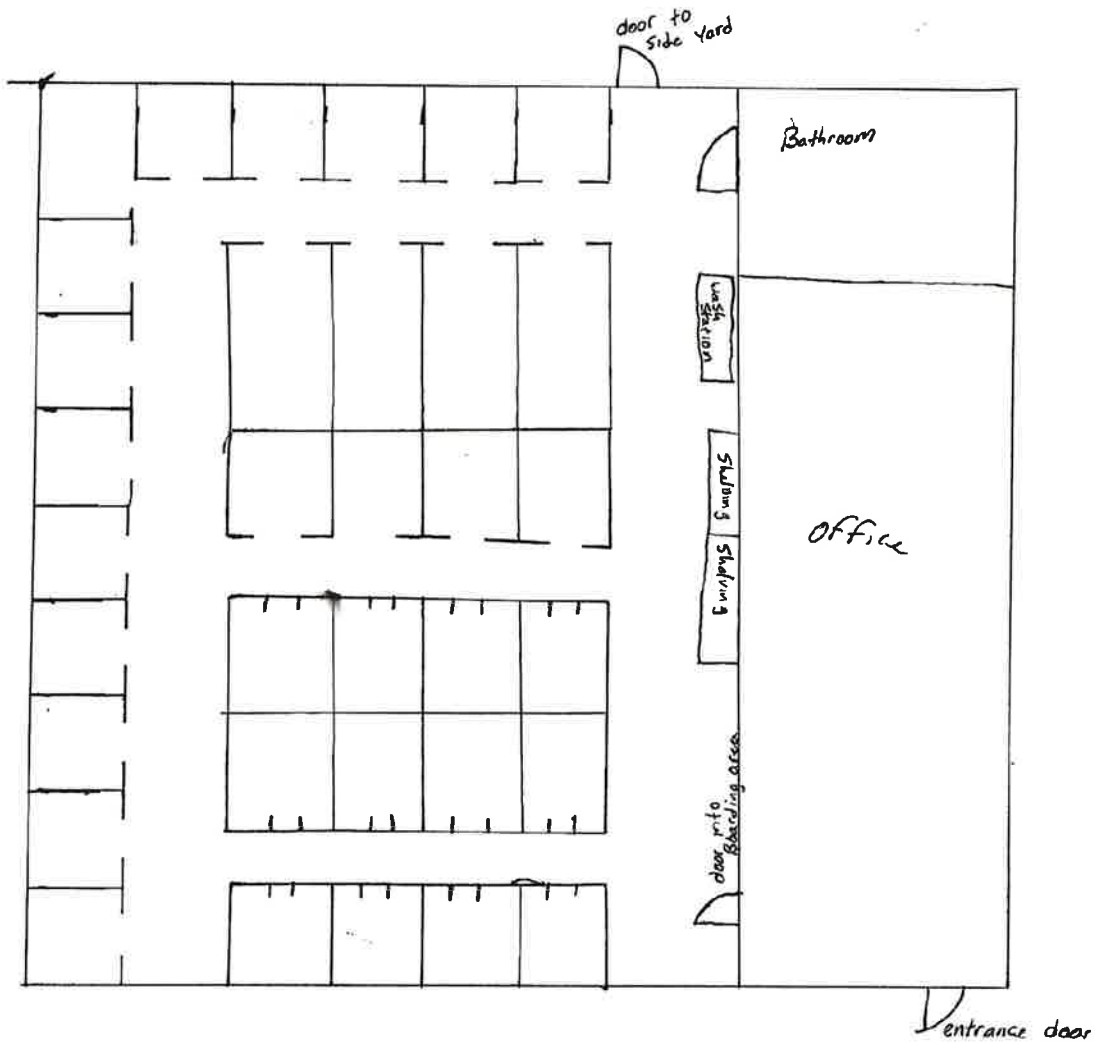 door to
side Yard
Bathroom
Wash
Station
Shelving
Shelving
Office
door into
Boarding area
entrance door